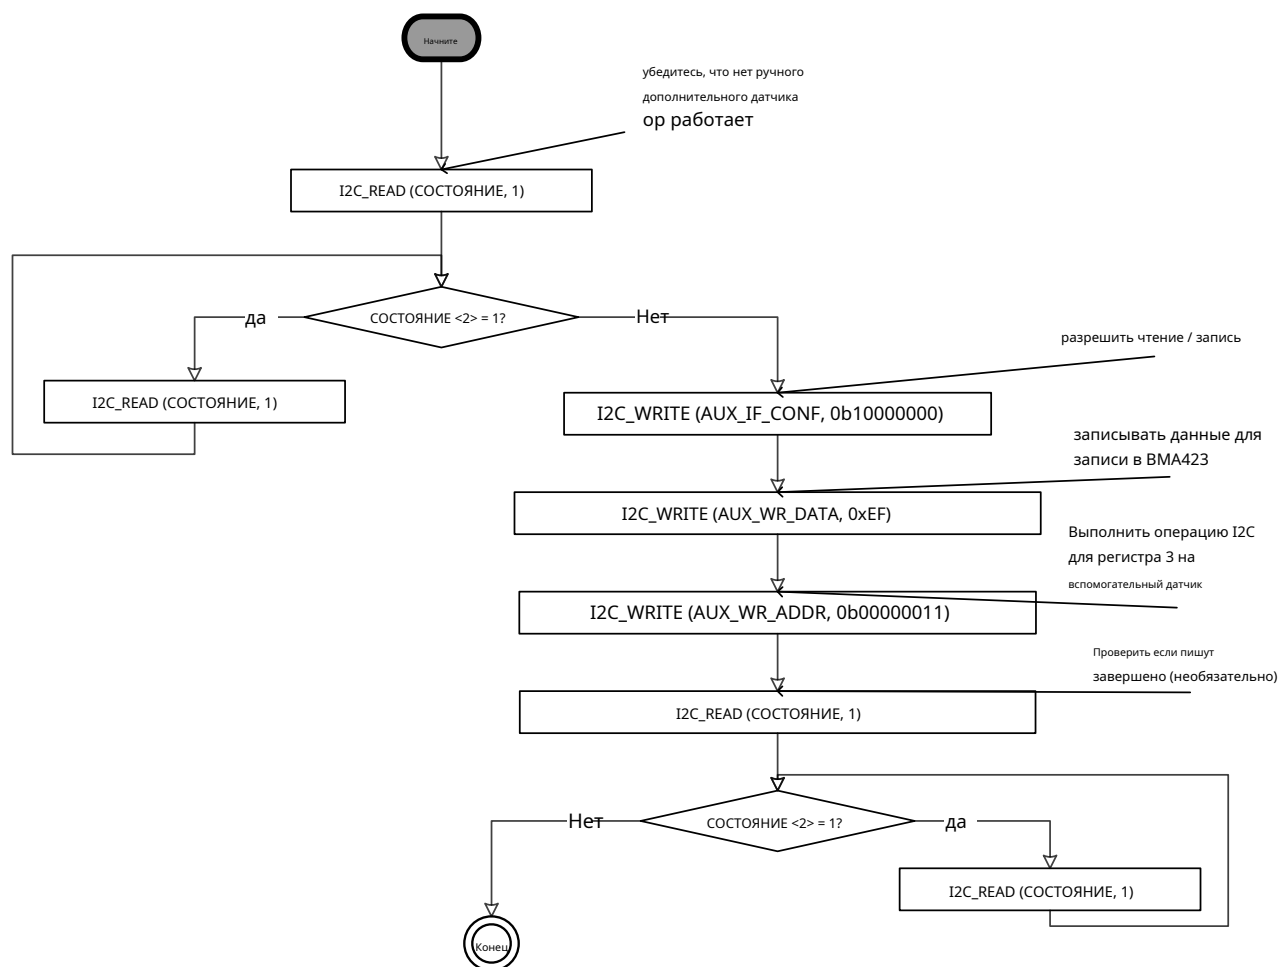 Начните
убедитесь, что нет ручного
дополнительного датчика
ор работает
I2C_READ (СОСТОЯНИЕ, 1)
СОСТОЯНИЕ <2> = 1?
да
Нет
I2C_READ (СОСТОЯНИЕ, 1)
разрешить чтение / запись
I2C_WRITE (AUX_IF_CONF, 0b10000000)
записывать данные для
записи в BMA423
I2C_WRITE (AUX_WR_DATA, 0xEF)
Выполнить операцию I2C
для регистра 3 на
вспомогательный датчик
I2C_WRITE (AUX_WR_ADDR, 0b00000011)
Проверить если пишут
завершено (необязательно)
I2C_READ (СОСТОЯНИЕ, 1)
Нет
СОСТОЯНИЕ <2> = 1?
да
I2C_READ (СОСТОЯНИЕ, 1)
Конец